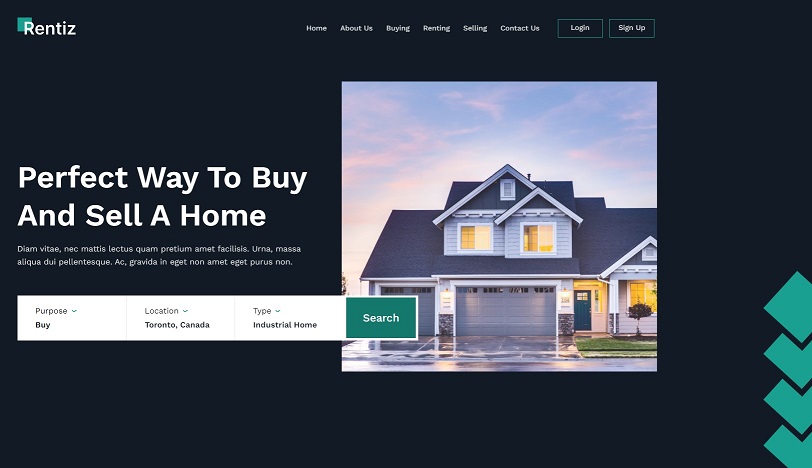 Rentiz
Home About Us Buying Renting Selling Contact Us Login Sign Up
Perfect Way To Buy
And Sell A Home
Diam vitae, nec mattis lectus quam pretium amet facilisis. Urna, massa
aliqua dui pellentesque. Ac, gravida in eget non amet eget purus non.
Purpose Location Type
Buy Toronto, Canada Industrial Home
Search